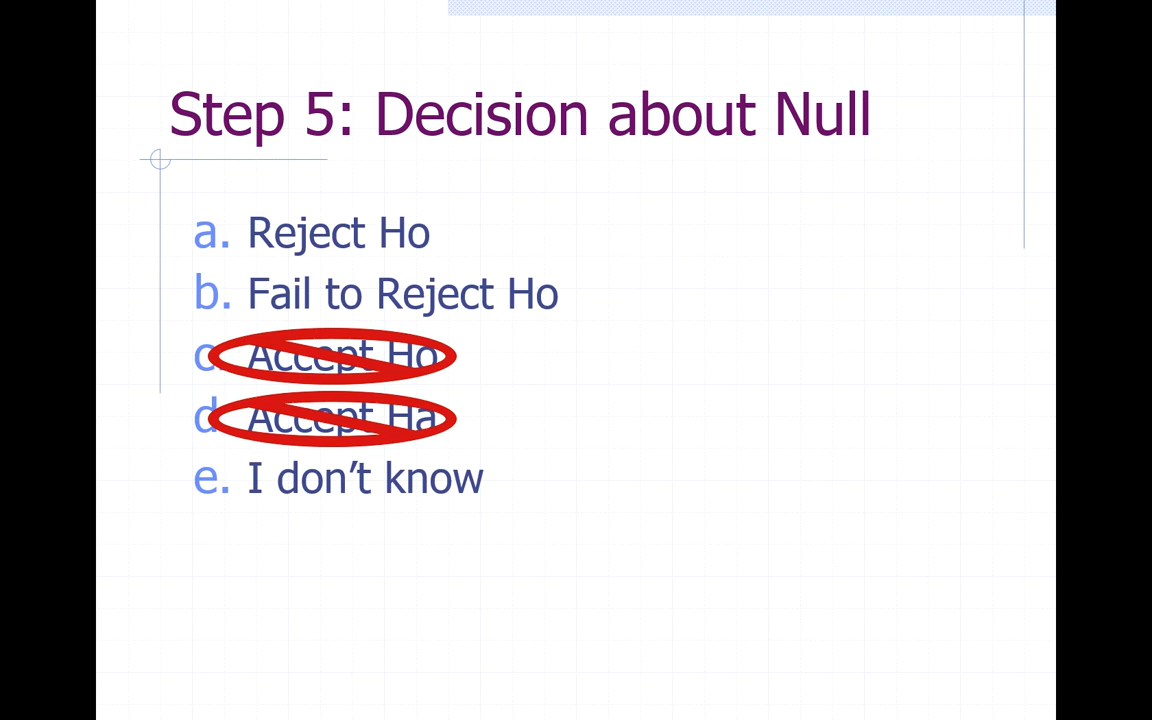 Step 5: Decision about Null
a. Reject Ho
b. Fail to Reject Ho
c. Accept Ho
d. Accept Ha
e. I don’t know